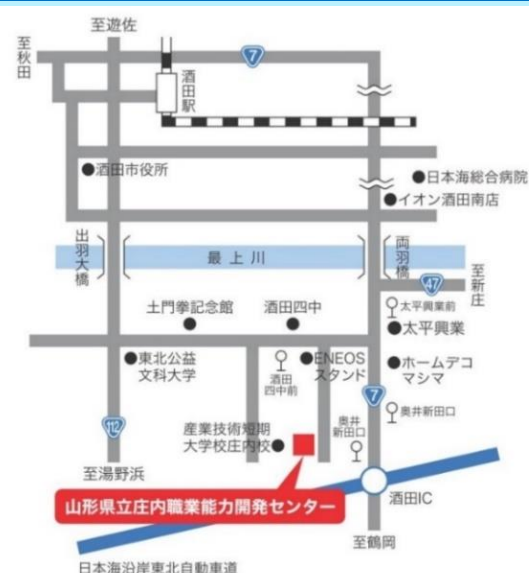 至遊佐
至秋田
7
酒田駅
酒田市役所
日本海総合病院
イオン酒田南店
出羽大橋
最上川
両羽橋
至新庄
47
土門拳記念館
酒田四中
太平興業前
太平興業
東北公益
文科大学
酒田
四中前
ENEOS
スタンド
ホームデコ
マシマ
7
奥井新田口
112
産業技術短期
大学校庄内校
奥井
新田口
至湯野浜
山形県立庄内職業能力開発センター
酒田IC
至鶴岡
日本海沿岸東北自動車道